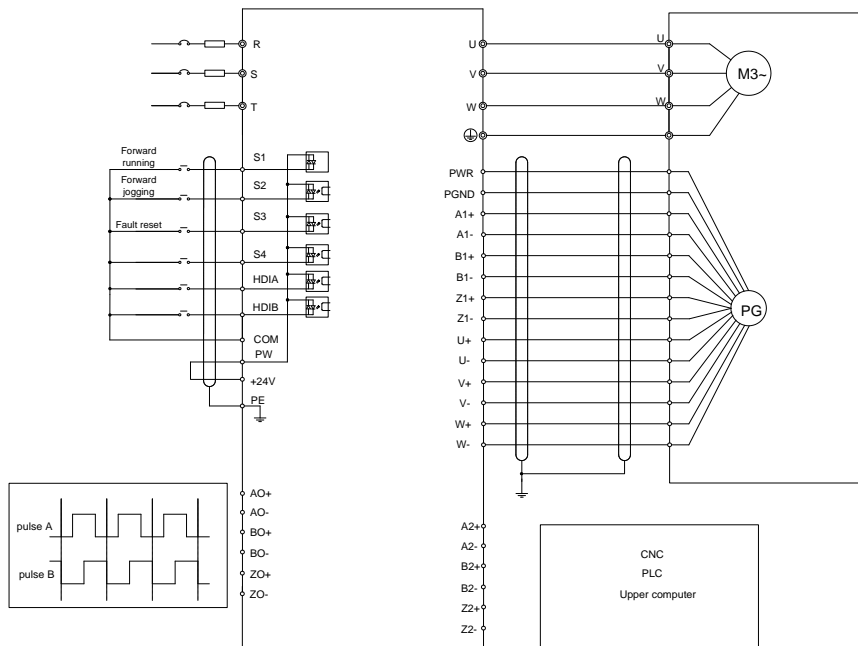 R
S
T
U
V
W
U
V
W
M3~
Forward
running
Forward
jogging
Fault reset
S1
S2
S3
S4
HDIA
HDIB
COM
PW
+24V
PE
PWR
PGND
A1+
A1-
B1+
B1-
Z1+
Z1-
U+
U-
V+
V-
W+
W-
PG
pulse A
pulse B
AO+
AO-
BO+
BO-
ZO+
ZO-
A2+
A2-
B2+
B2-
Z2+
Z2-
CNC
PLC
Upper computer